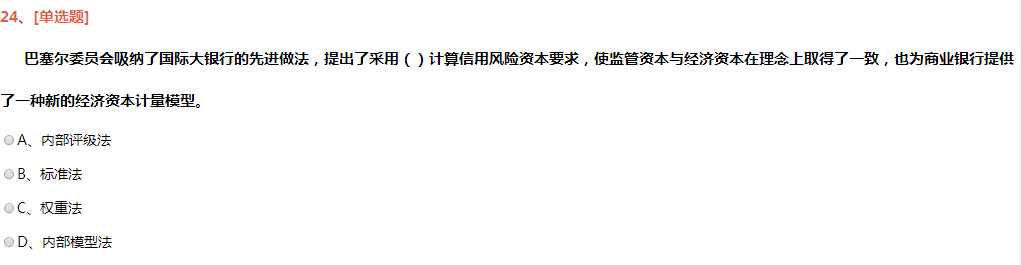 24、[单选题]
巴塞尔委员会吸纳了国际大银行的先进做法，提出了采用（ ）计算信用风险资本要求，使监管资本与经济资本在理念上取得了一致，也为商业银行提供
了一种新的经济资本计量模型。
A、内部评级法
B、标准法
C、权重法
D、内部模型法